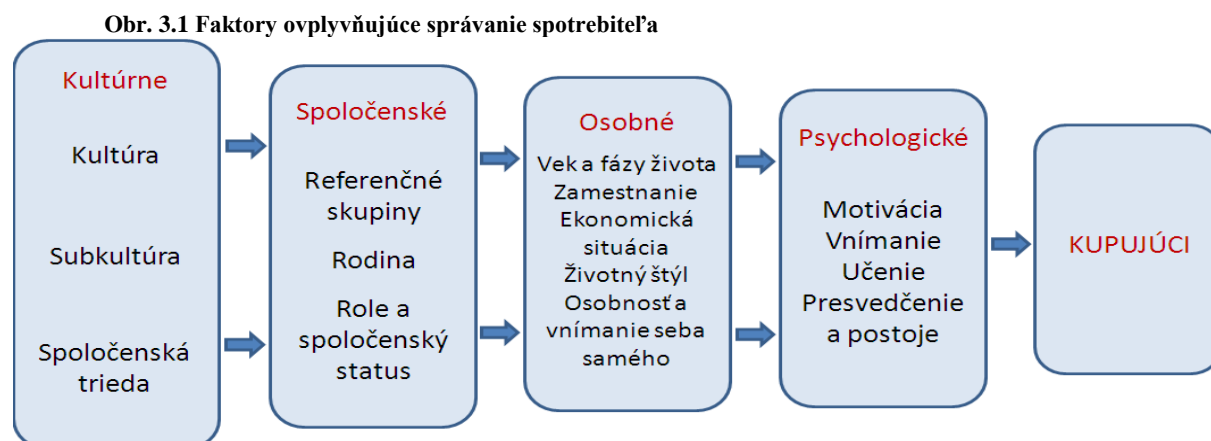 Obr. 3.1 Faktory ovplyvňujúce správanie spotrebiteľa
Kultúrne
Kultúra
Subkultúra
Spoločenská
trieda
Spoločenské
Referenčné
skupiny
Rodina
Role a
spoločenský
status
Osobné
Vek a fázy života
Zamestnanie
Ekonomická
situácia
Životný štýl
Osobnosť a
vnímanie seba
samého
Psychologické
Motivácia
Vnímanie
Učenie
Presvedčenie
a postoje
KUPUJÚCI